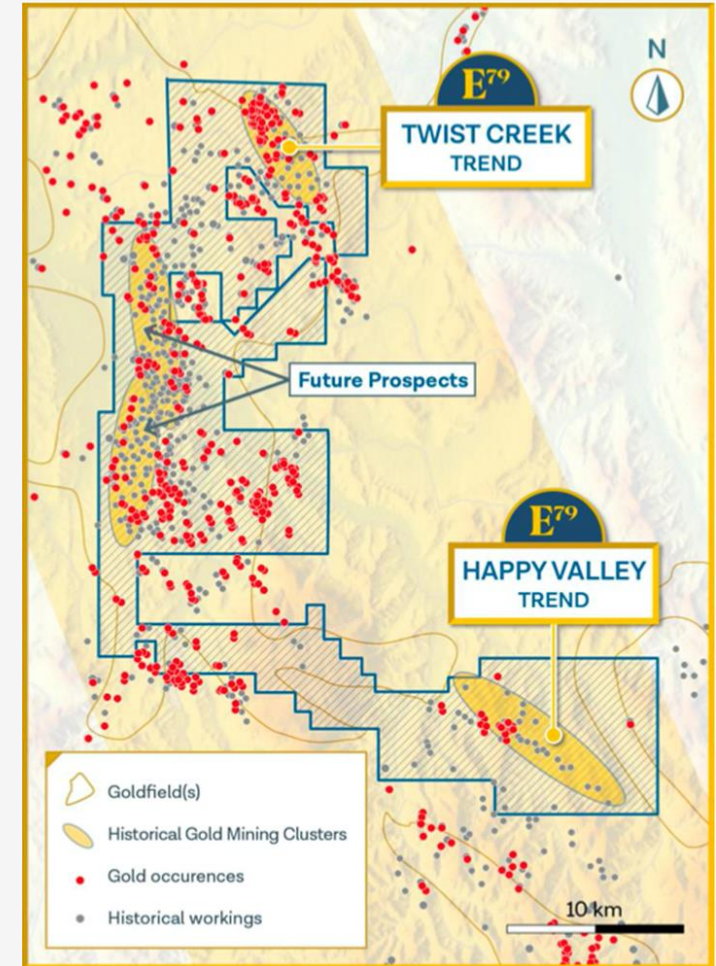 N
E79
TWIST CREEK
TREND
Future Prospects
E79
HAPPY VALLEY
TREND
Goldfield(s)
Historical Gold Mining Clusters
Gold occurences
Historical workings
10 km